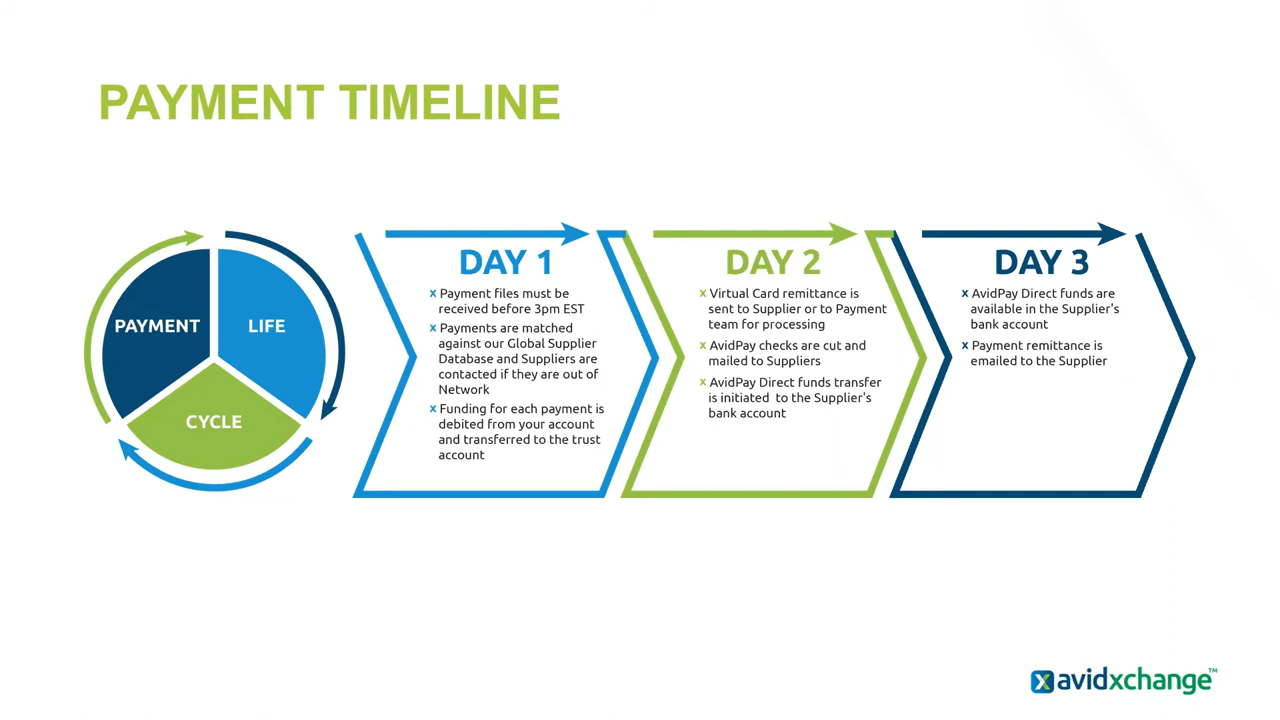 PAYMENT TIMELINE
PAYMENT
LIFE
CYCLE
DAY 1
x Payment files must be
received before 3pm EST
x Payments are matched
against our Global Supplier
Database and Suppliers are
contacted if they are out of
Network
x Funding for each payment is
debited from your account
and transferred to the trust
account
DAY 2
x Virtual Card remittance is
sent to Supplier or to Payment
team for processing
x AvidPay checks are cut and
mailed to Suppliers
x AvidPay Direct funds transfer
is initiated to the Supplier's
bank account
DAY 3
x AvidPay Direct funds are
available in the Supplier's
bank account
x Payment remittance is
emailed to the Supplier
x avidxchange™